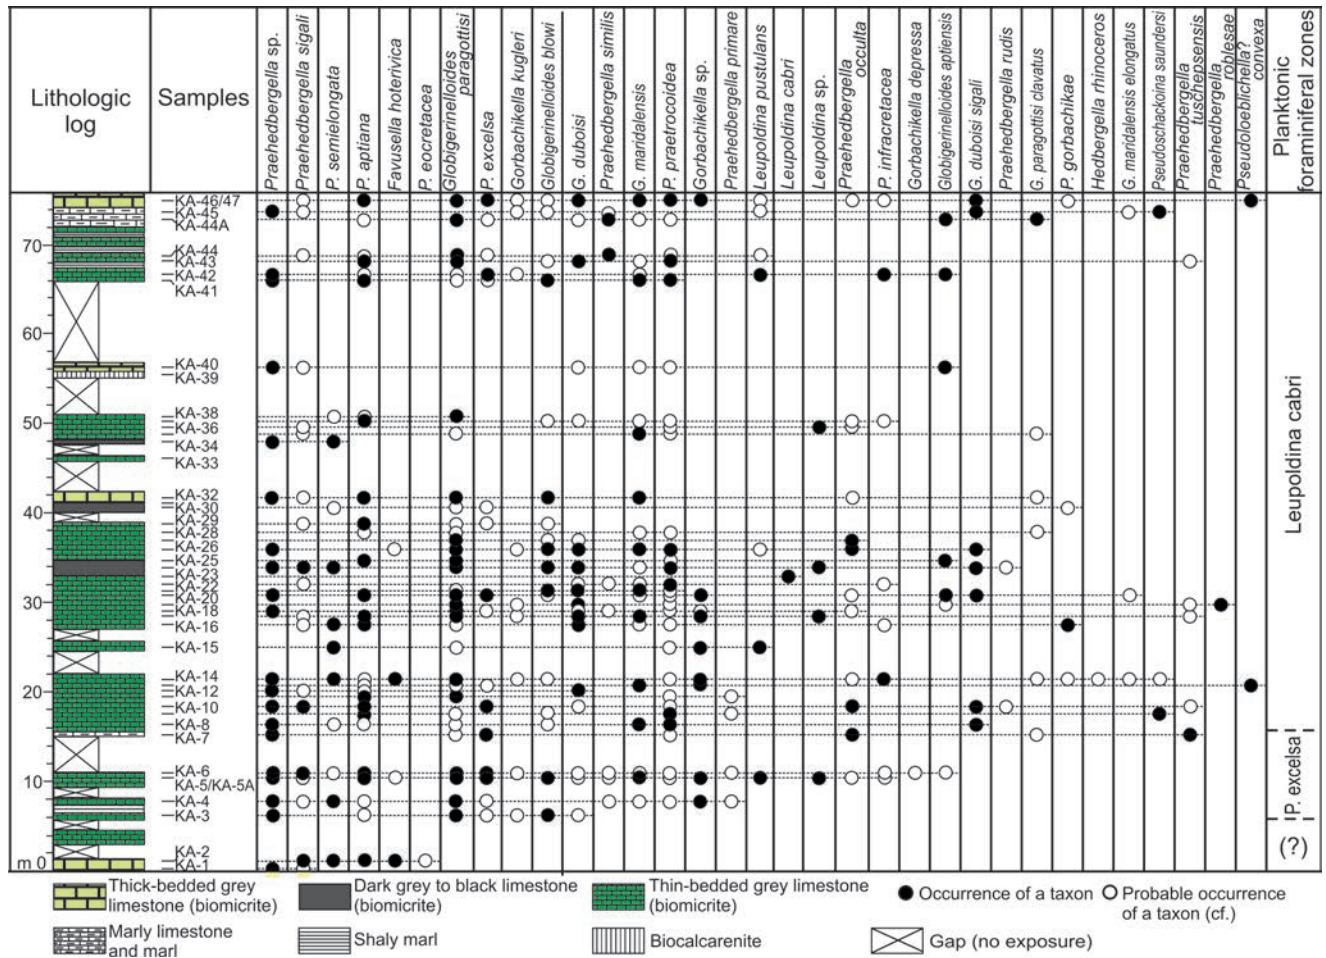 Lithologic
log
Samples
Praehedbergella sp.
Praehedbergella sigali
P. semielongata
P. aptiana
Favusella hoterivica
P. eocretacea
Globigerinelloides
paragottisi
P. excelsa
Gorbachikella kugleri
Globigerinelloides blowi
G. duboisi
Praehedbergella similis
G. maridalensis
P. praetrocoidea
Gorbachikella sp.
Praehedbergella primare
Leupoldina pustulans
Leupoldina cabri
Leupoldina sp.
Praehedbergella
occulta
P. infracretacea
Gorbachikella depressa
Globigerinelloides aptiensis
G. duboisi sigali
Praehedbergella rudis
G. paragottisi clavatus
P. gorbachikae
Hedbergella rhinoceros
G. maridalensis elongatus
Pseudoschackoina saundersi
Praehedbergella
tuschepsensis
Praehedbergella
roblesae
Pseudoloeblichella?
convexa
Planktonic
foraminiferal zones
KA-46/47
KA-45
KA-44A
70
KA-44
KA-43
KA-42
KA-41
60
KA-40
KA-39
50
KA-38
KA-36
KA-34
KA-33
40
KA-32
KA-30
KA-29
KA-28
KA-26
KA-25
KA-23
KA-22
30
KA-20
KA-18
KA-16
KA-15
20
KA-14
KA-12
KA-10
KA-8
KA-7
10
KA-6
KA-5/KA-5A
KA-4
KA-3
KA-2
m 0
KA-1
Leupoldina cabri
P. excelsa
(?)
Thick-bedded grey
limestone (biomicrite)
Dark grey to black limestone
(biomicrite)
Thin-bedded grey limestone
(biomicrite)
Occurrence of a taxon
Probable occurrence
of a taxon (cf.)
Marly limestone
and marl
Shaly marl
Biocalcarenite
Gap (no exposure)